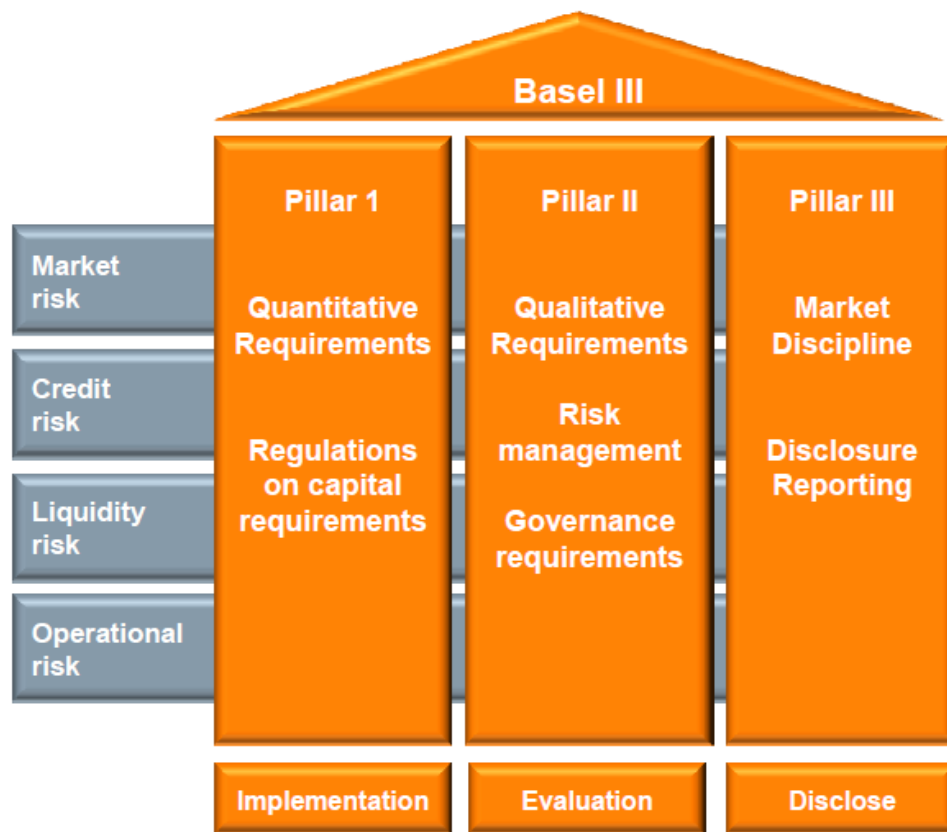 Basel III
Pillar 1
Pillar II
Pillar III
Market
risk
Credit
risk
Liquidity
risk
Operational
risk
Quantitative
Requirements
Regulations
on capital
requirements
Qualitative
Requirements
Risk
management
Governance
requirements
Market
Discipline
Disclosure
Reporting
Implementation
Evaluation
Disclose